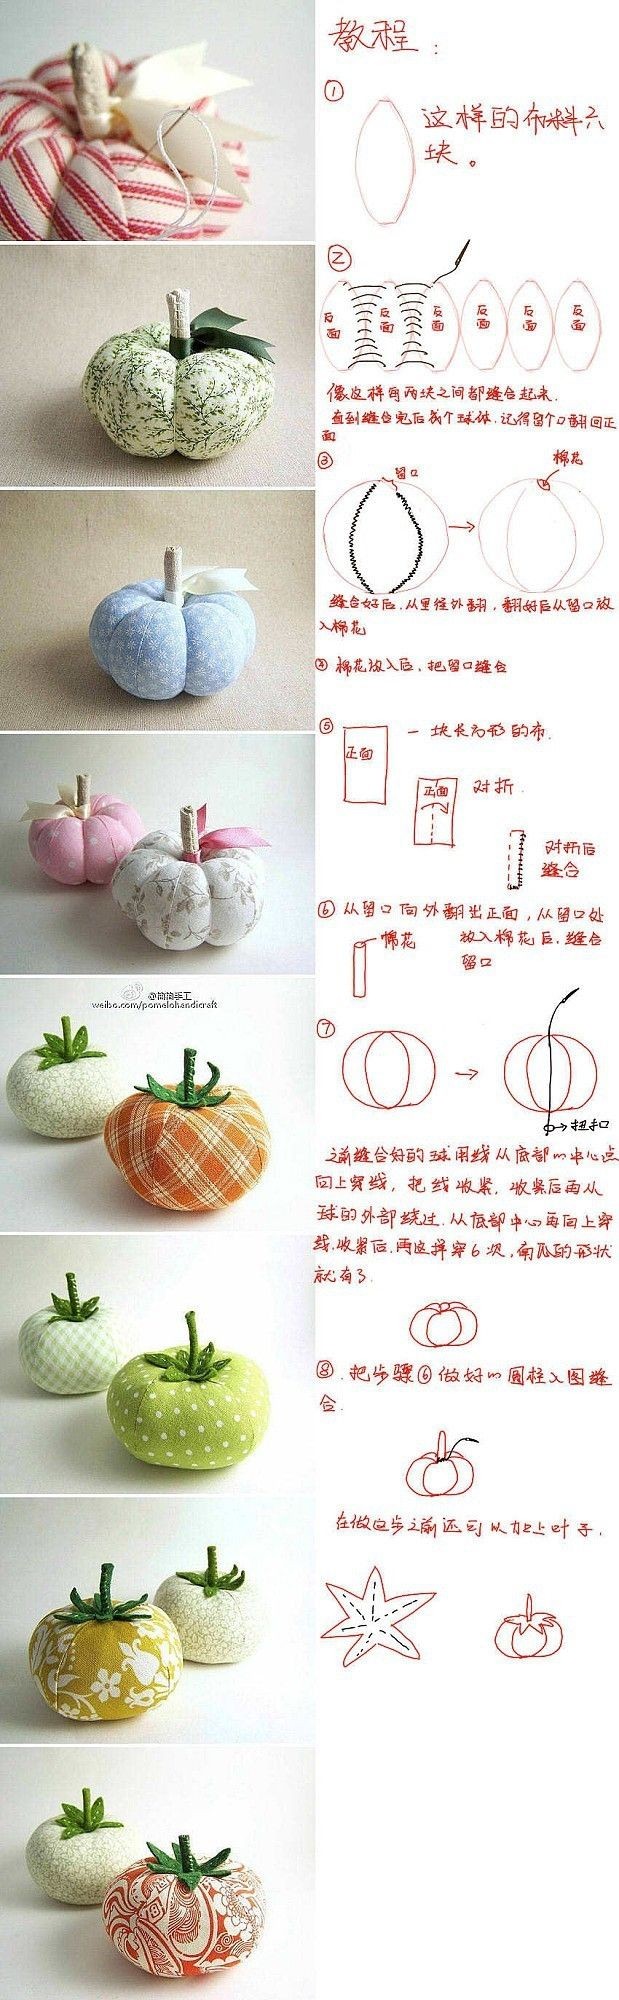 教程:
①
这样的布料六
块。
②
反面 反面 反面 反面 反面 反面
像这样每两块之间都缝合起来.
直到缝合完后成个球体.记得留个口翻回正
面
③
留口
棉花
缝合好后.从里往外翻,翻好后从留口放
入棉花
④ 棉花放入后、把留口缝合
⑤
正面
一块长方形的布.
正面
对折.
对折后
缝合
⑥ 从留口向外翻出正面,从留口处
棉花
放入棉花后.缝合
留口
@柚柚手工
weibo.com/pomelohandicraft
⑦
扭扣
之前缝合好的球用线从底部的中心点
向上穿线,把线收紧.收紧后再从
球的外部绕过.从底部中心再向上穿
线.收紧后.再这样穿6次,南瓜的形状
就有了.
⑧.把步骤⑥做好的圆柱入图缝
合.
在做这步之前还可以加上叶子.